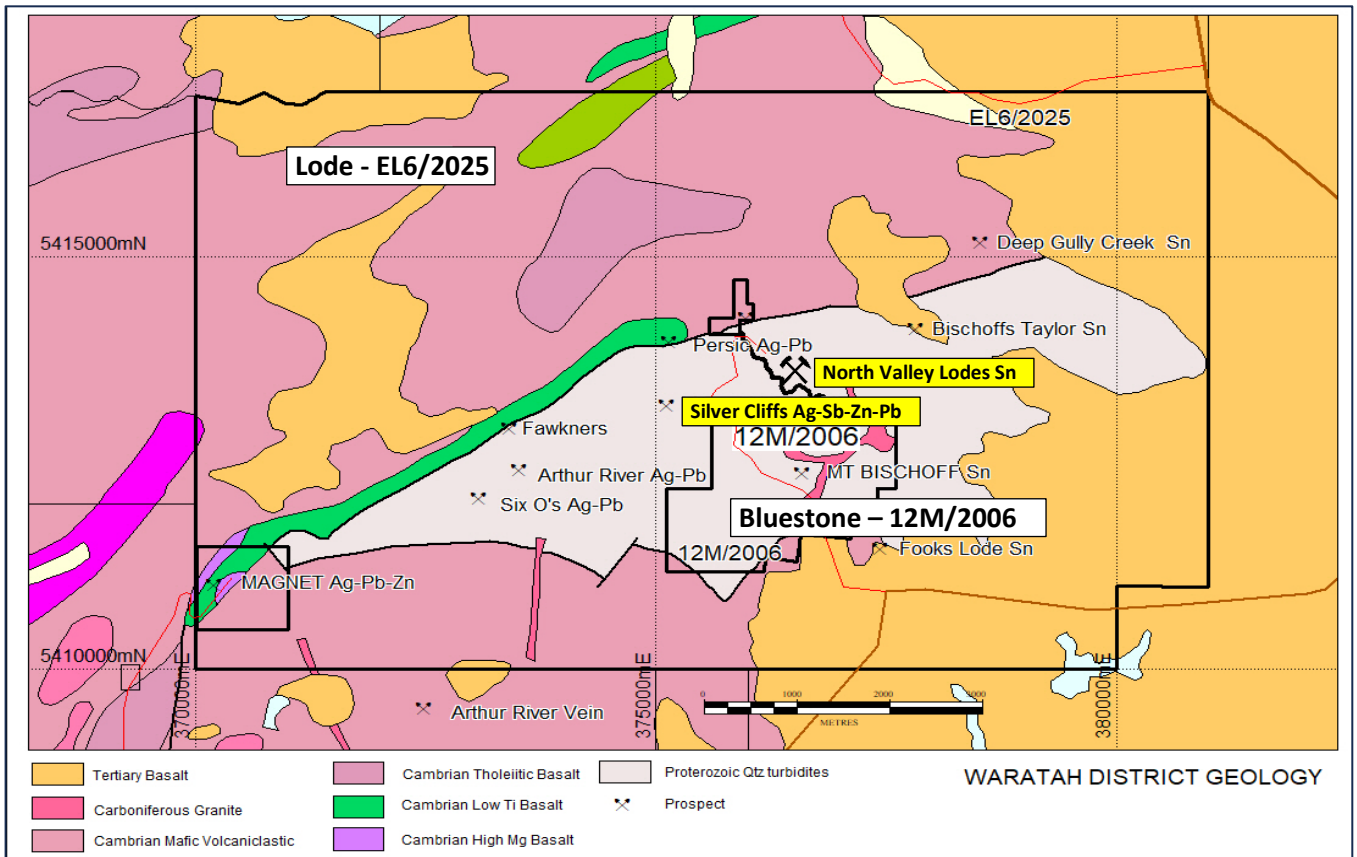 EL6/2025
Lode - EL6/2025
5415000mN
Deep Gully Creek Sn
Bischoffs Taylor Sn
Persic Ag-Pb
North Valley Lodes Sn
Silver Cliffs Ag-Sb-Zn-Pb
12M/2006
Fawkners
Arthur River Ag-Pb
MT BISCHOFF Sn
Six O's Ag-Pb
Bluestone – 12M/2006
12M/2006
Fooks Lode Sn
MAGNET Ag-Pb-Zn
5410000mN
370000mE
375000mE
380000mE
0 1000 2000 3000
METRES
Arthur River Vein
Tertiary Basalt
Cambrian Tholeiitic Basalt
Proterozoic Qtz turbidites
WARATAH DISTRICT GEOLOGY
Carboniferous Granite
Cambrian Low Ti Basalt
Prospect
Cambrian Mafic Volcaniclastic
Cambrian High Mg Basalt